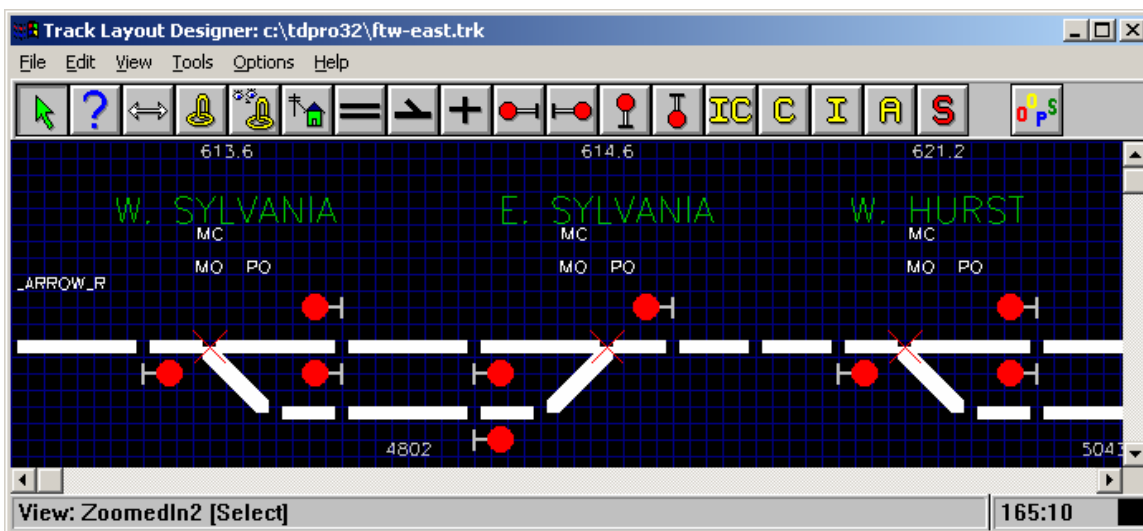 Track Layout Designer: c:\tdpro32\ftw-east.trk
File Edit View Tools Options Help
? IC C I A S OOPS
613.6 614.6 621.2
W. SYLVANIA E. SYLVANIA W. HURST
MC MC MC
MO PO MO PO MO PO
_ARROW_R
4802 5043
View: ZoomedIn2 [Select] 165:10